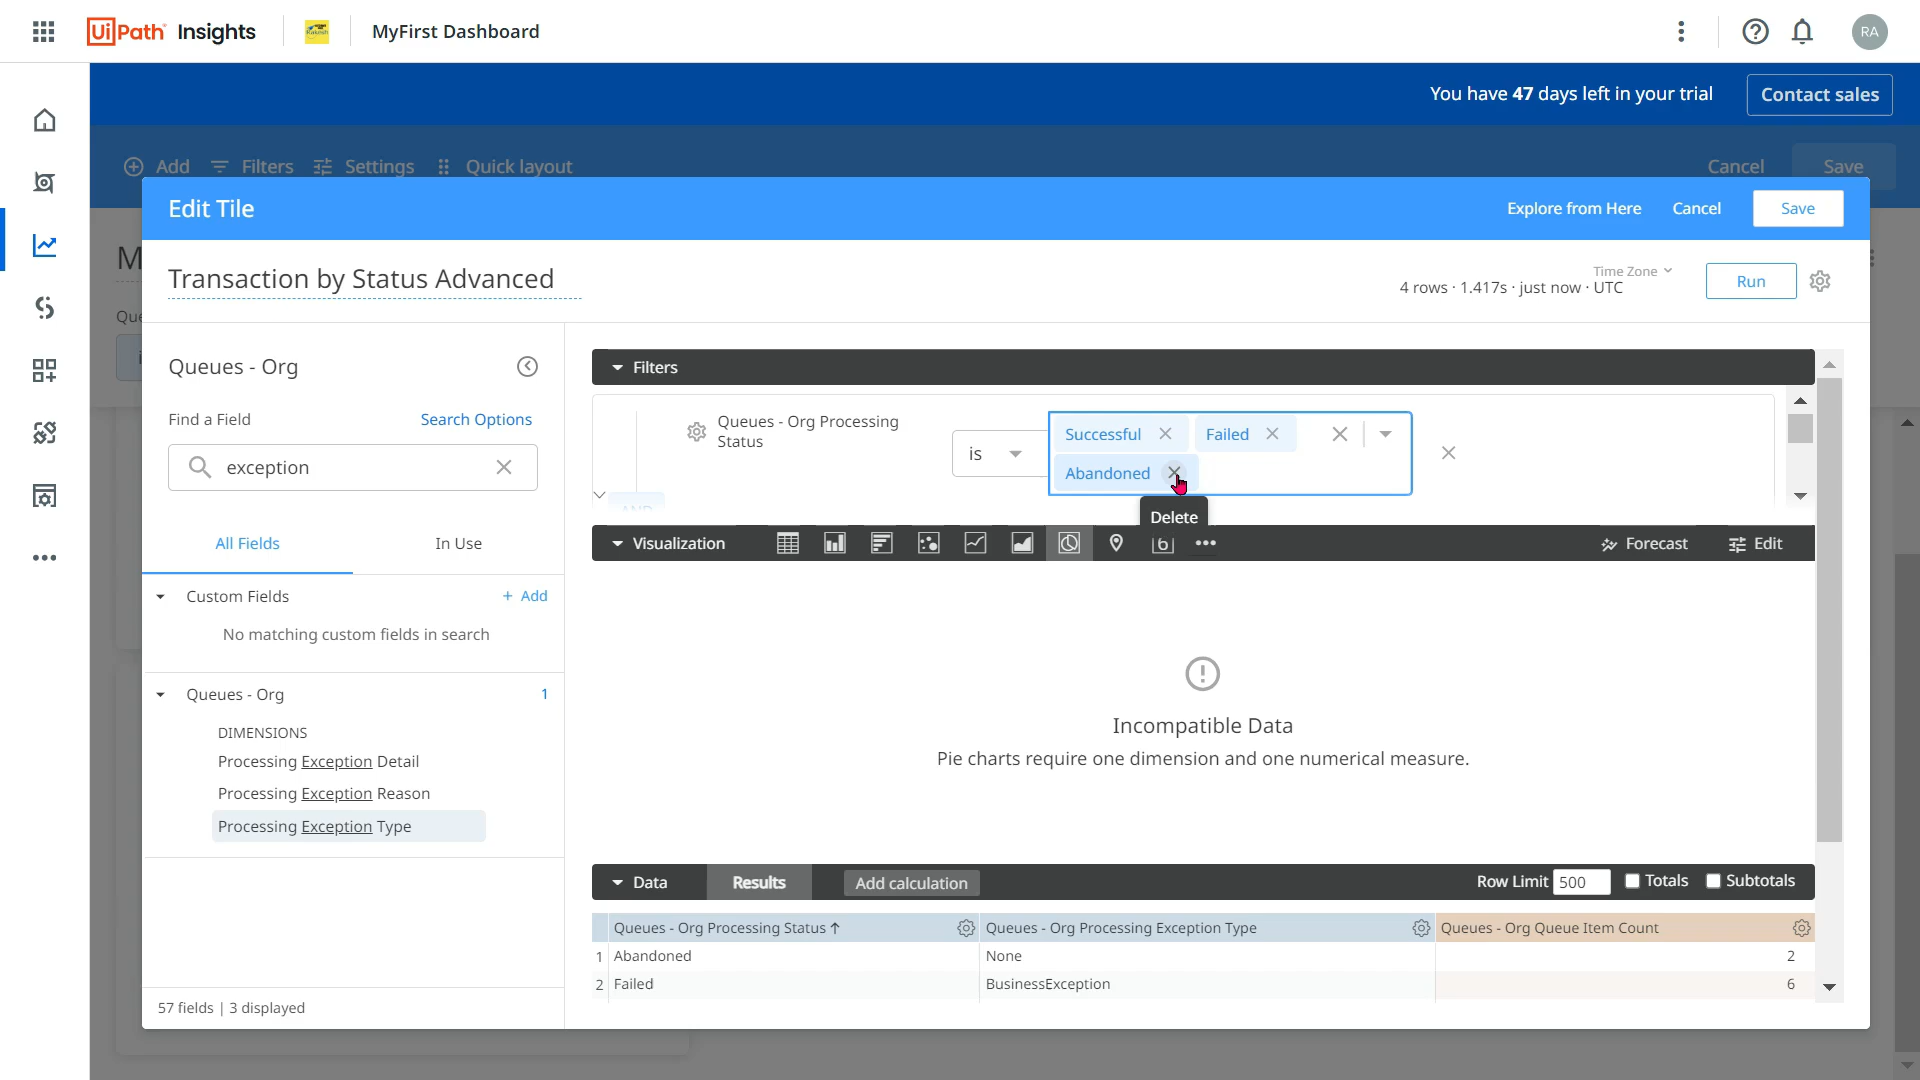 UiPath Insights
MyFirst Dashboard
RA
You have 47 days left in your trial
Contact sales
Add
Filters
Settings
Quick layout
Cancel
Save
Edit Tile
Explore from Here
Cancel
Save
Transaction by Status Advanced
Time Zone
4 rows · 1.417s · just now · UTC
Run
Queues - Org
Find a Field
Search Options
exception
All Fields
In Use
Custom Fields
+ Add
No matching custom fields in search
Queues - Org
1
DIMENSIONS
Processing Exception Detail
Processing Exception Reason
Processing Exception Type
57 fields | 3 displayed
Filters
Queues - Org Processing
Status
is
Successful
Failed
Abandoned
Delete
AND
Visualization
Forecast
Edit
Incompatible Data
Pie charts require one dimension and one numerical measure.
Data
Results
Add calculation
Row Limit 500
Totals
Subtotals
Queues - Org Processing Status
Queues - Org Processing Exception Type
Queues - Org Queue Item Count
1 Abandoned None 2
2 Failed BusinessException 6